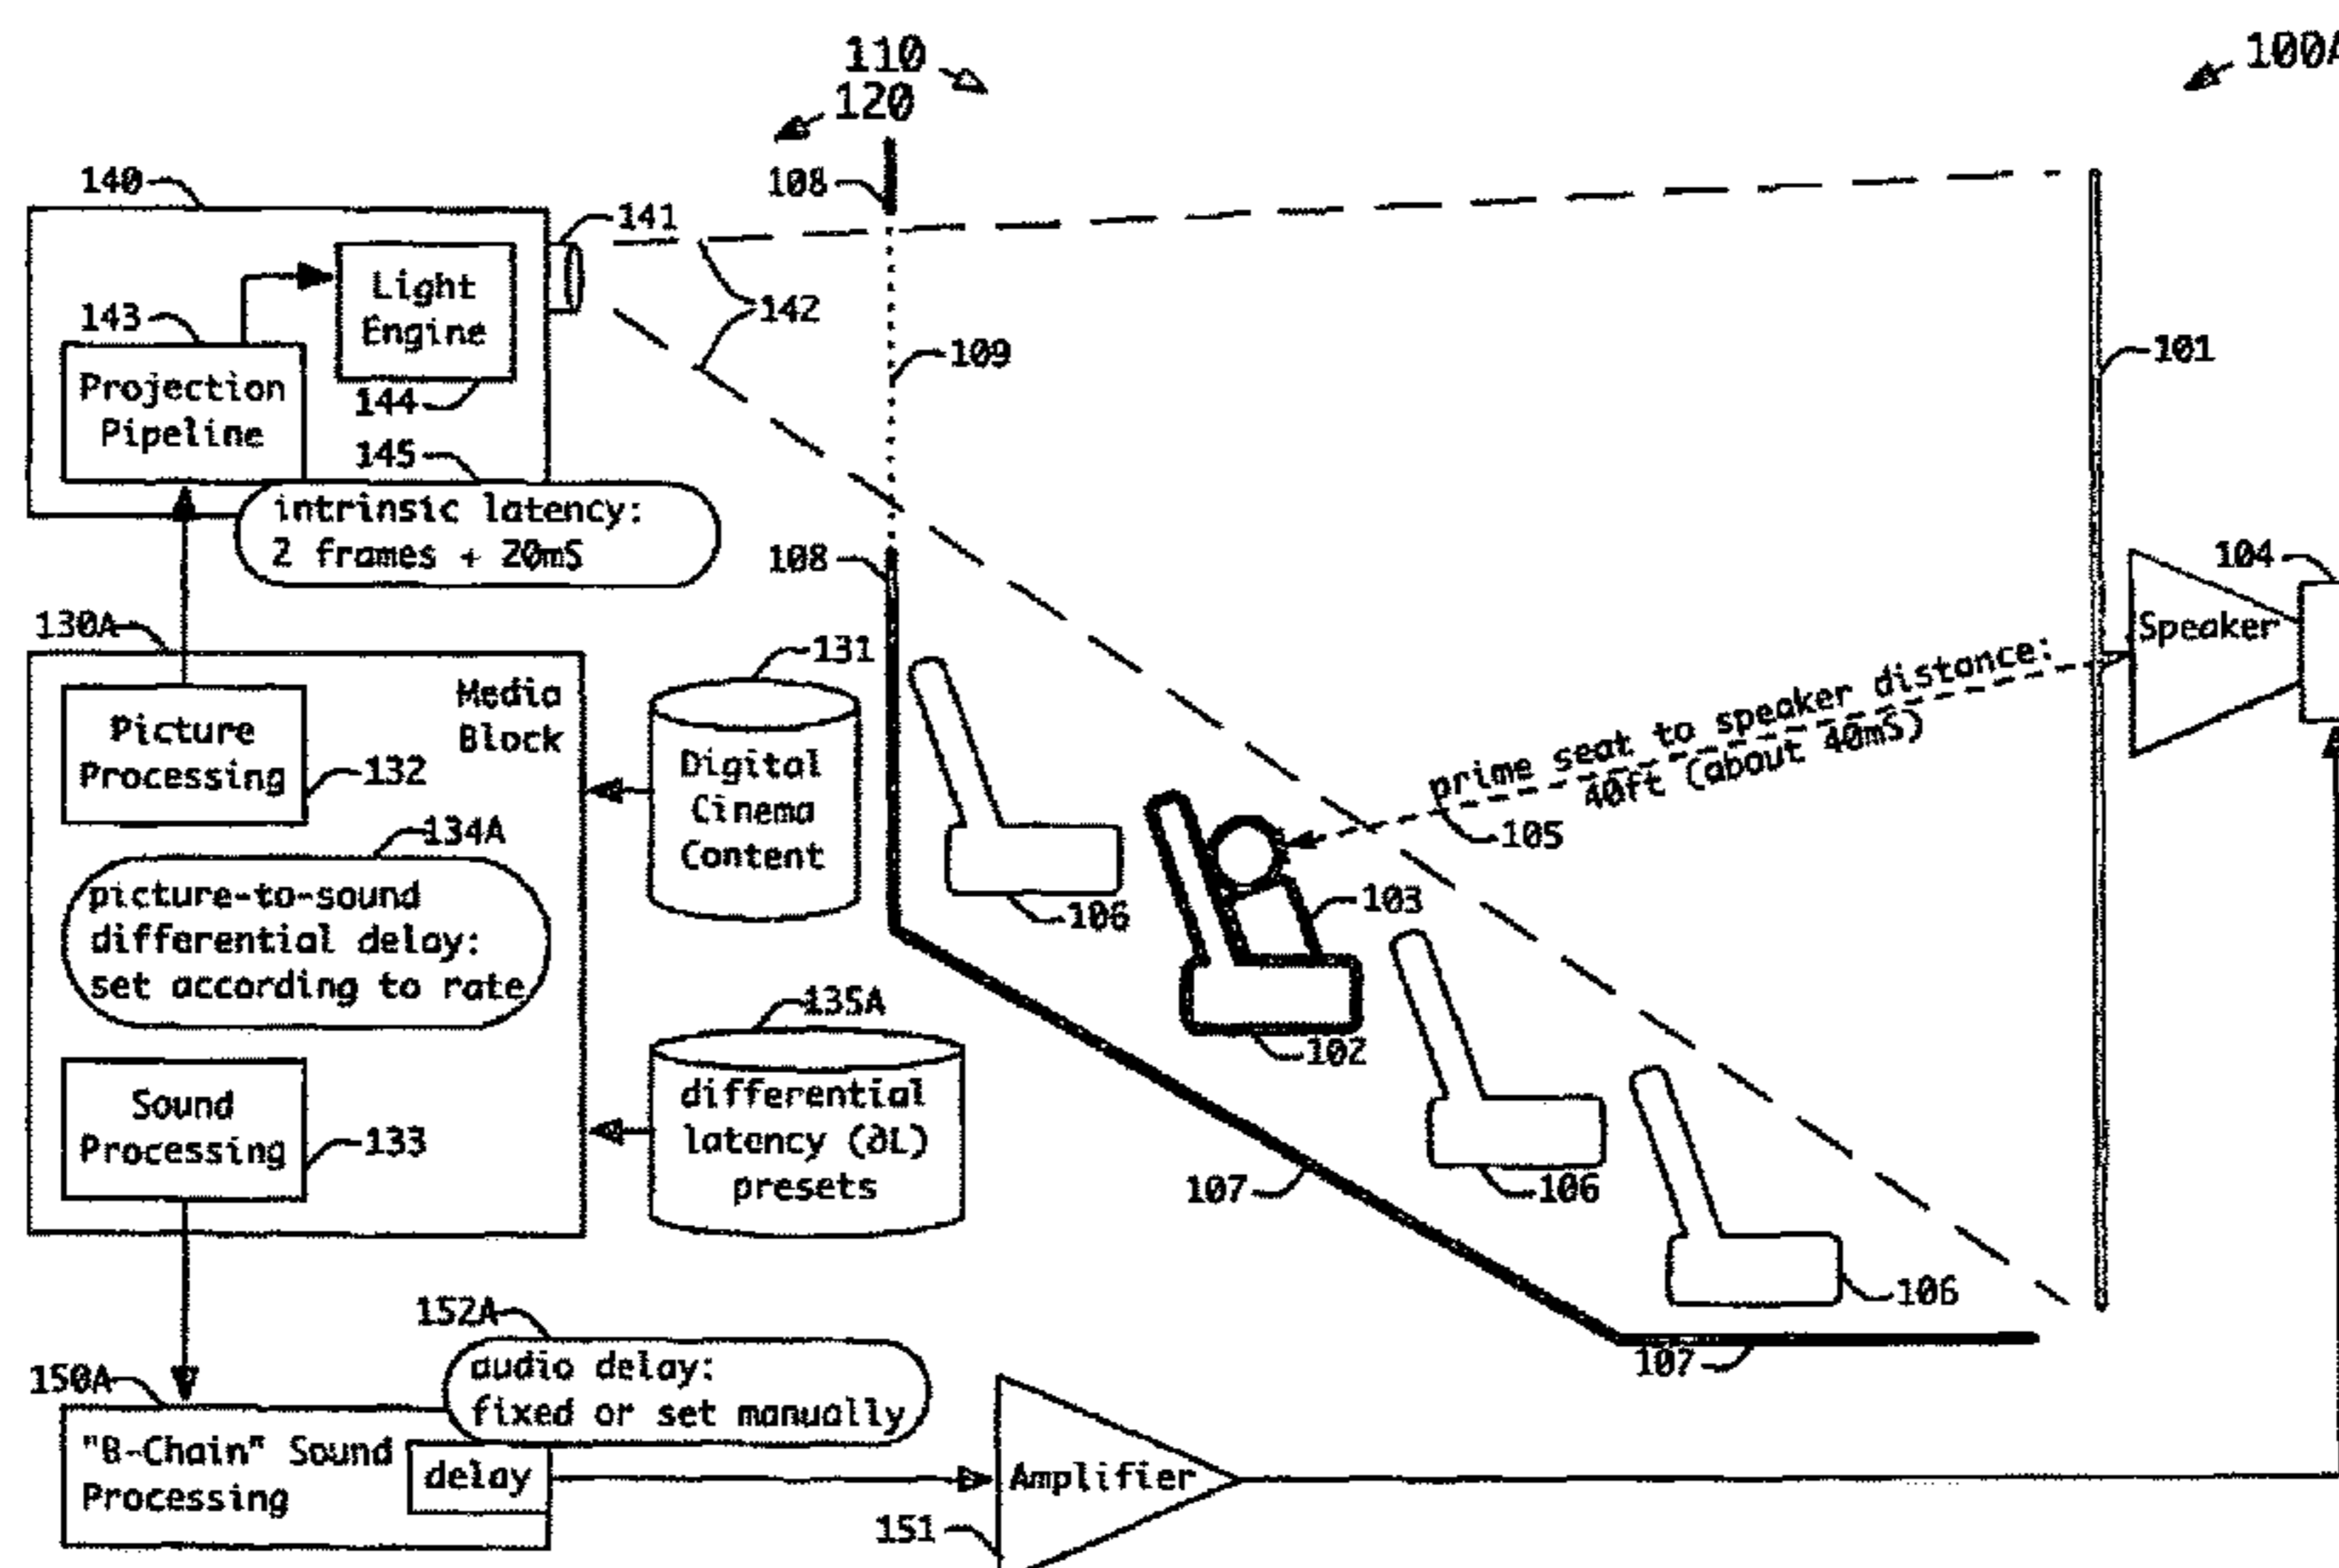 110
120
100A
140
108
141
Light
Engine
142
143
109
101
Projection
Pipeline
144
145
intrinsic latency:
2 frames + 20mS
108
104
130A
131
Speaker
Media
Block
Picture
Processing
132
Digital
Cinema
Content
prime seat to speaker distance:
40ft (about 40mS)
105
134A
picture-to-sound
differential delay:
set according to rate
106
103
135A
102
differential
latency (∂L)
presets
Sound
Processing
133
107
106
106
152A
audio delay:
fixed or set manually
107
150A
"B-Chain" Sound
Processing
delay
Amplifier
151